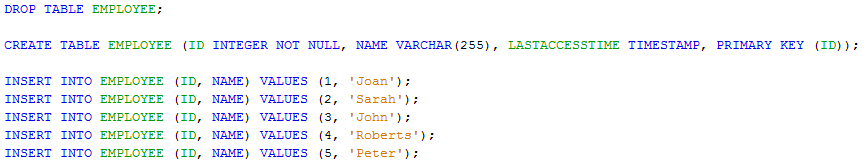 DROP TABLE EMPLOYEE;
CREATE TABLE EMPLOYEE (ID INTEGER NOT NULL, NAME VARCHAR(255), LASTACCESSTIME TIMESTAMP, PRIMARY KEY (ID));
INSERT INTO EMPLOYEE (ID, NAME) VALUES (1, 'Joan');
INSERT INTO EMPLOYEE (ID, NAME) VALUES (2, 'Sarah');
INSERT INTO EMPLOYEE (ID, NAME) VALUES (3, 'John');
INSERT INTO EMPLOYEE (ID, NAME) VALUES (4, 'Roberts');
INSERT INTO EMPLOYEE (ID, NAME) VALUES (5, 'Peter');